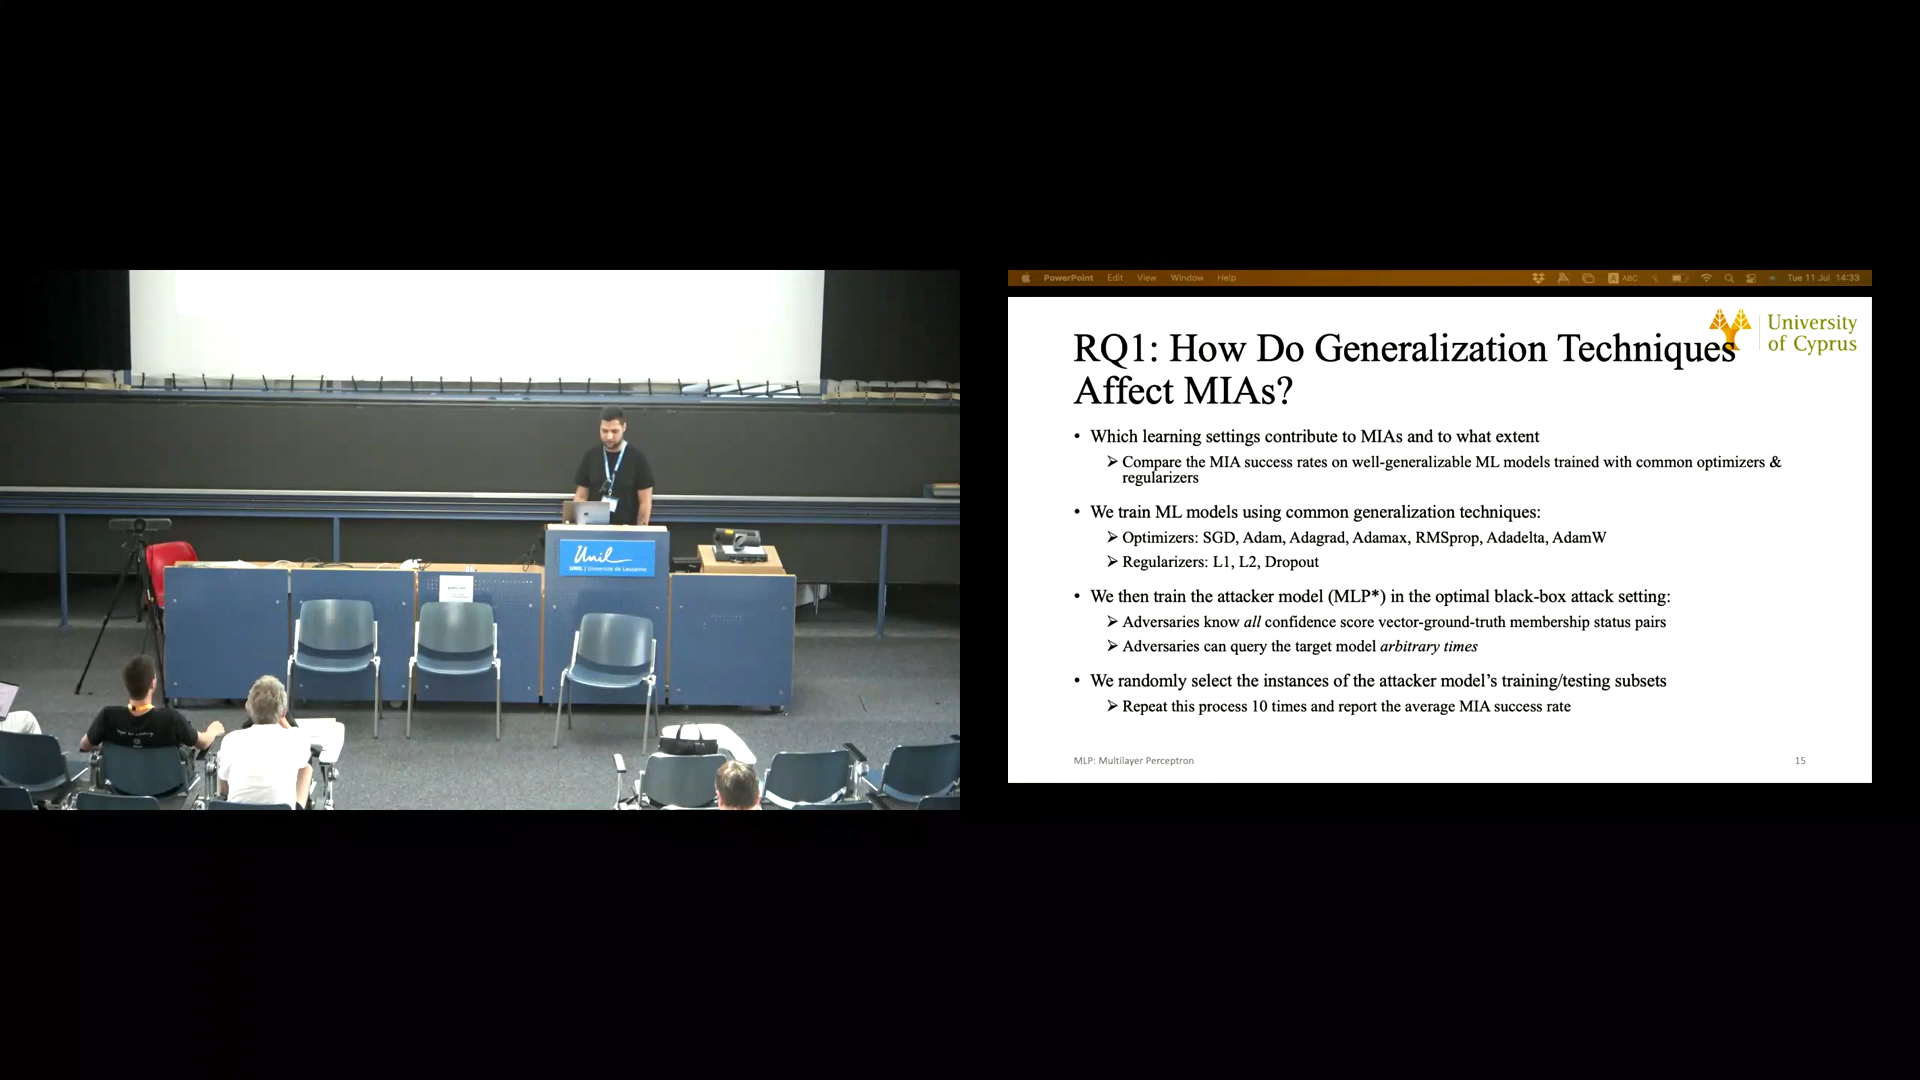 Unil
UNIL | Université de Lausanne
PowerPoint Edit View Window Help
ABC
Tue 11 Jul 14:33
University
of Cyprus
RQ1: How Do Generalization Techniques
Affect MIAs?
• Which learning settings contribute to MIAs and to what extent
➢ Compare the MIA success rates on well-generalizable ML models trained with common optimizers &
regularizers
• We train ML models using common generalization techniques:
➢ Optimizers: SGD, Adam, Adagrad, Adamax, RMSprop, Adadelta, AdamW
➢ Regularizers: L1, L2, Dropout
• We then train the attacker model (MLP*) in the optimal black-box attack setting:
➢ Adversaries know all confidence score vector-ground-truth membership status pairs
➢ Adversaries can query the target model arbitrary times
• We randomly select the instances of the attacker model’s training/testing subsets
➢ Repeat this process 10 times and report the average MIA success rate
MLP: Multilayer Perceptron
15